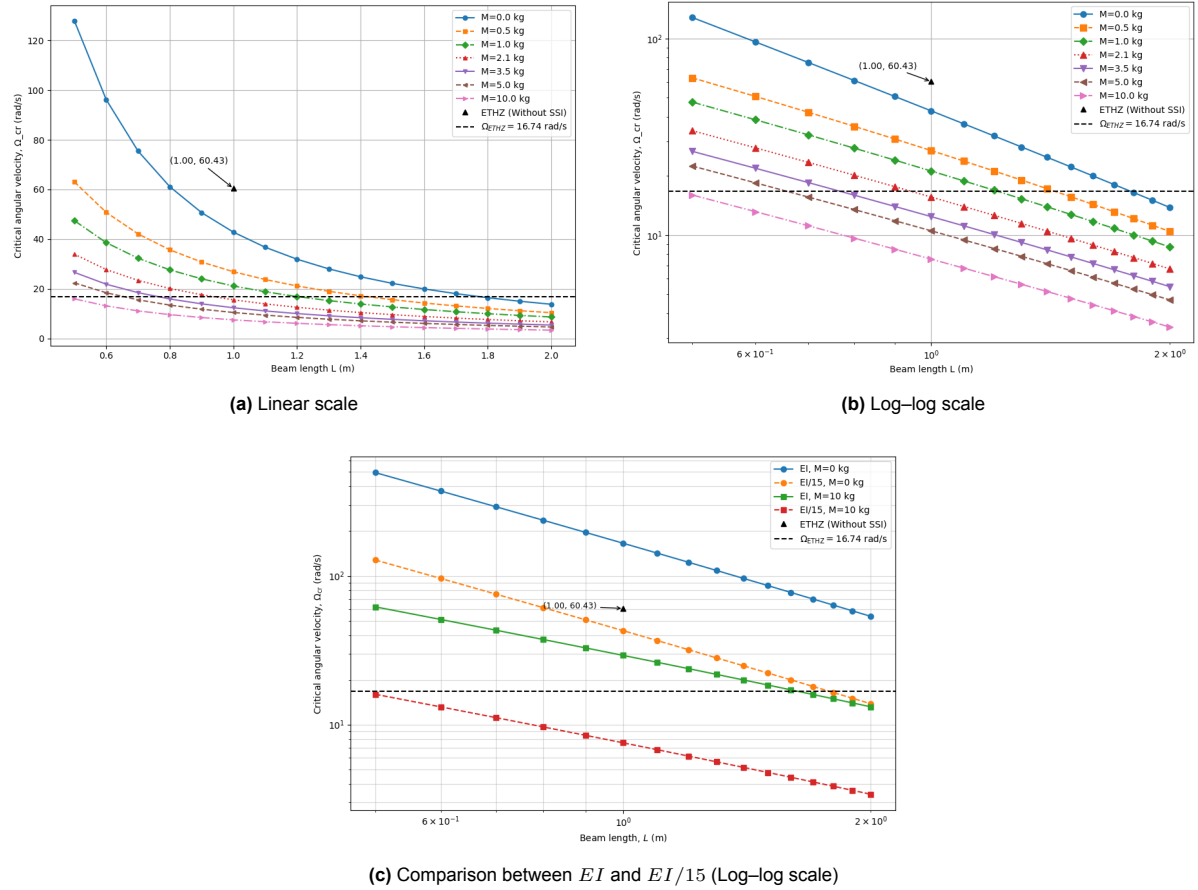 M=0.0 kg
M=0.5 kg
M=1.0 kg
M=2.1 kg
M=3.5 kg
M=5.0 kg
M=10.0 kg
ETHZ (Without SSI)
Ω_ETHZ = 16.74 rad/s
(1.00, 60.43)
Critical angular velocity, Ω_cr (rad/s)
120
100
80
60
40
20
0
0.6
0.8
1.0
1.2
1.4
1.6
1.8
2.0
Beam length L (m)
(a) Linear scale
M=0.0 kg
M=0.5 kg
M=1.0 kg
M=2.1 kg
M=3.5 kg
M=5.0 kg
M=10.0 kg
ETHZ (Without SSI)
Ω_ETHZ = 16.74 rad/s
(1.00, 60.43)
Critical angular velocity, Ω_cr (rad/s)
10²
10¹
6 × 10⁻¹
10⁰
2 × 10⁰
Beam length L (m)
(b) Log–log scale
EI, M=0 kg
EI/15, M=0 kg
EI, M=10 kg
EI/15, M=10 kg
ETHZ (Without SSI)
Ω_ETHZ = 16.74 rad/s
(1.00, 60.43)
Critical angular velocity, Ω_cr (rad/s)
10²
10¹
6 × 10⁻¹
10⁰
2 × 10⁰
Beam length, L (m)
(c) Comparison between EI and EI/15 (Log–log scale)